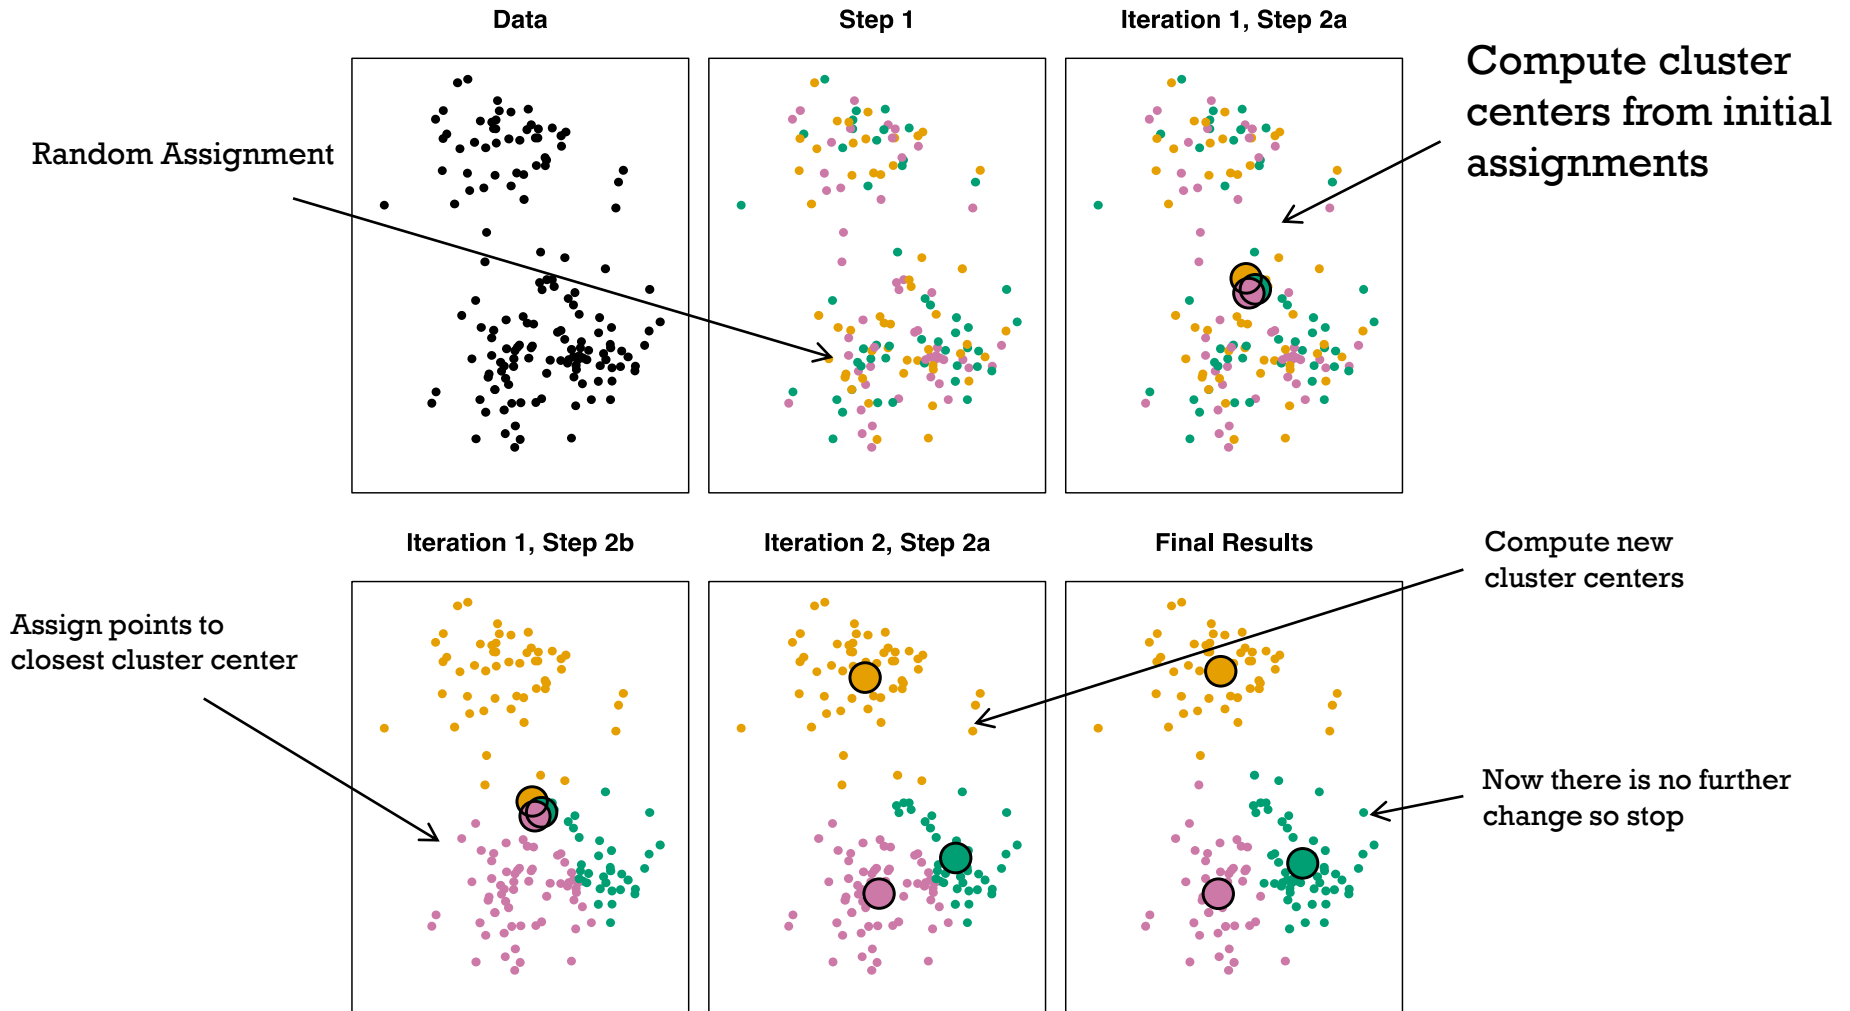 Data
Step 1
Iteration 1, Step 2a
Compute cluster
centers from initial
assignments
Random Assignment
Iteration 1, Step 2b
Iteration 2, Step 2a
Final Results
Compute new
cluster centers
Assign points to
closest cluster center
Now there is no further
change so stop